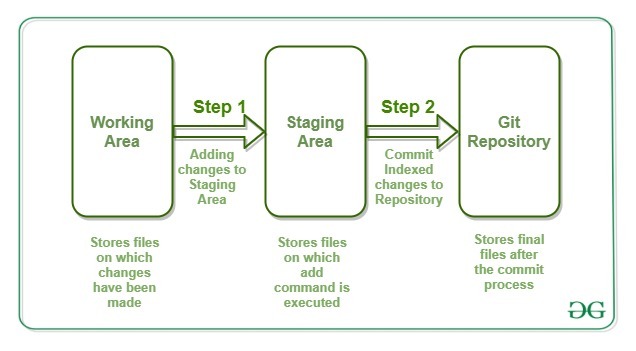 Working
Area
Step 1
Adding
changes to
Staging
Area
Staging
Area
Step 2
Commit
Indexed
changes to
Repository
Git
Repository
Stores files
on which
changes
have been
made
Stores files
on which
add
command is
executed
Stores final
files after
the commit
process